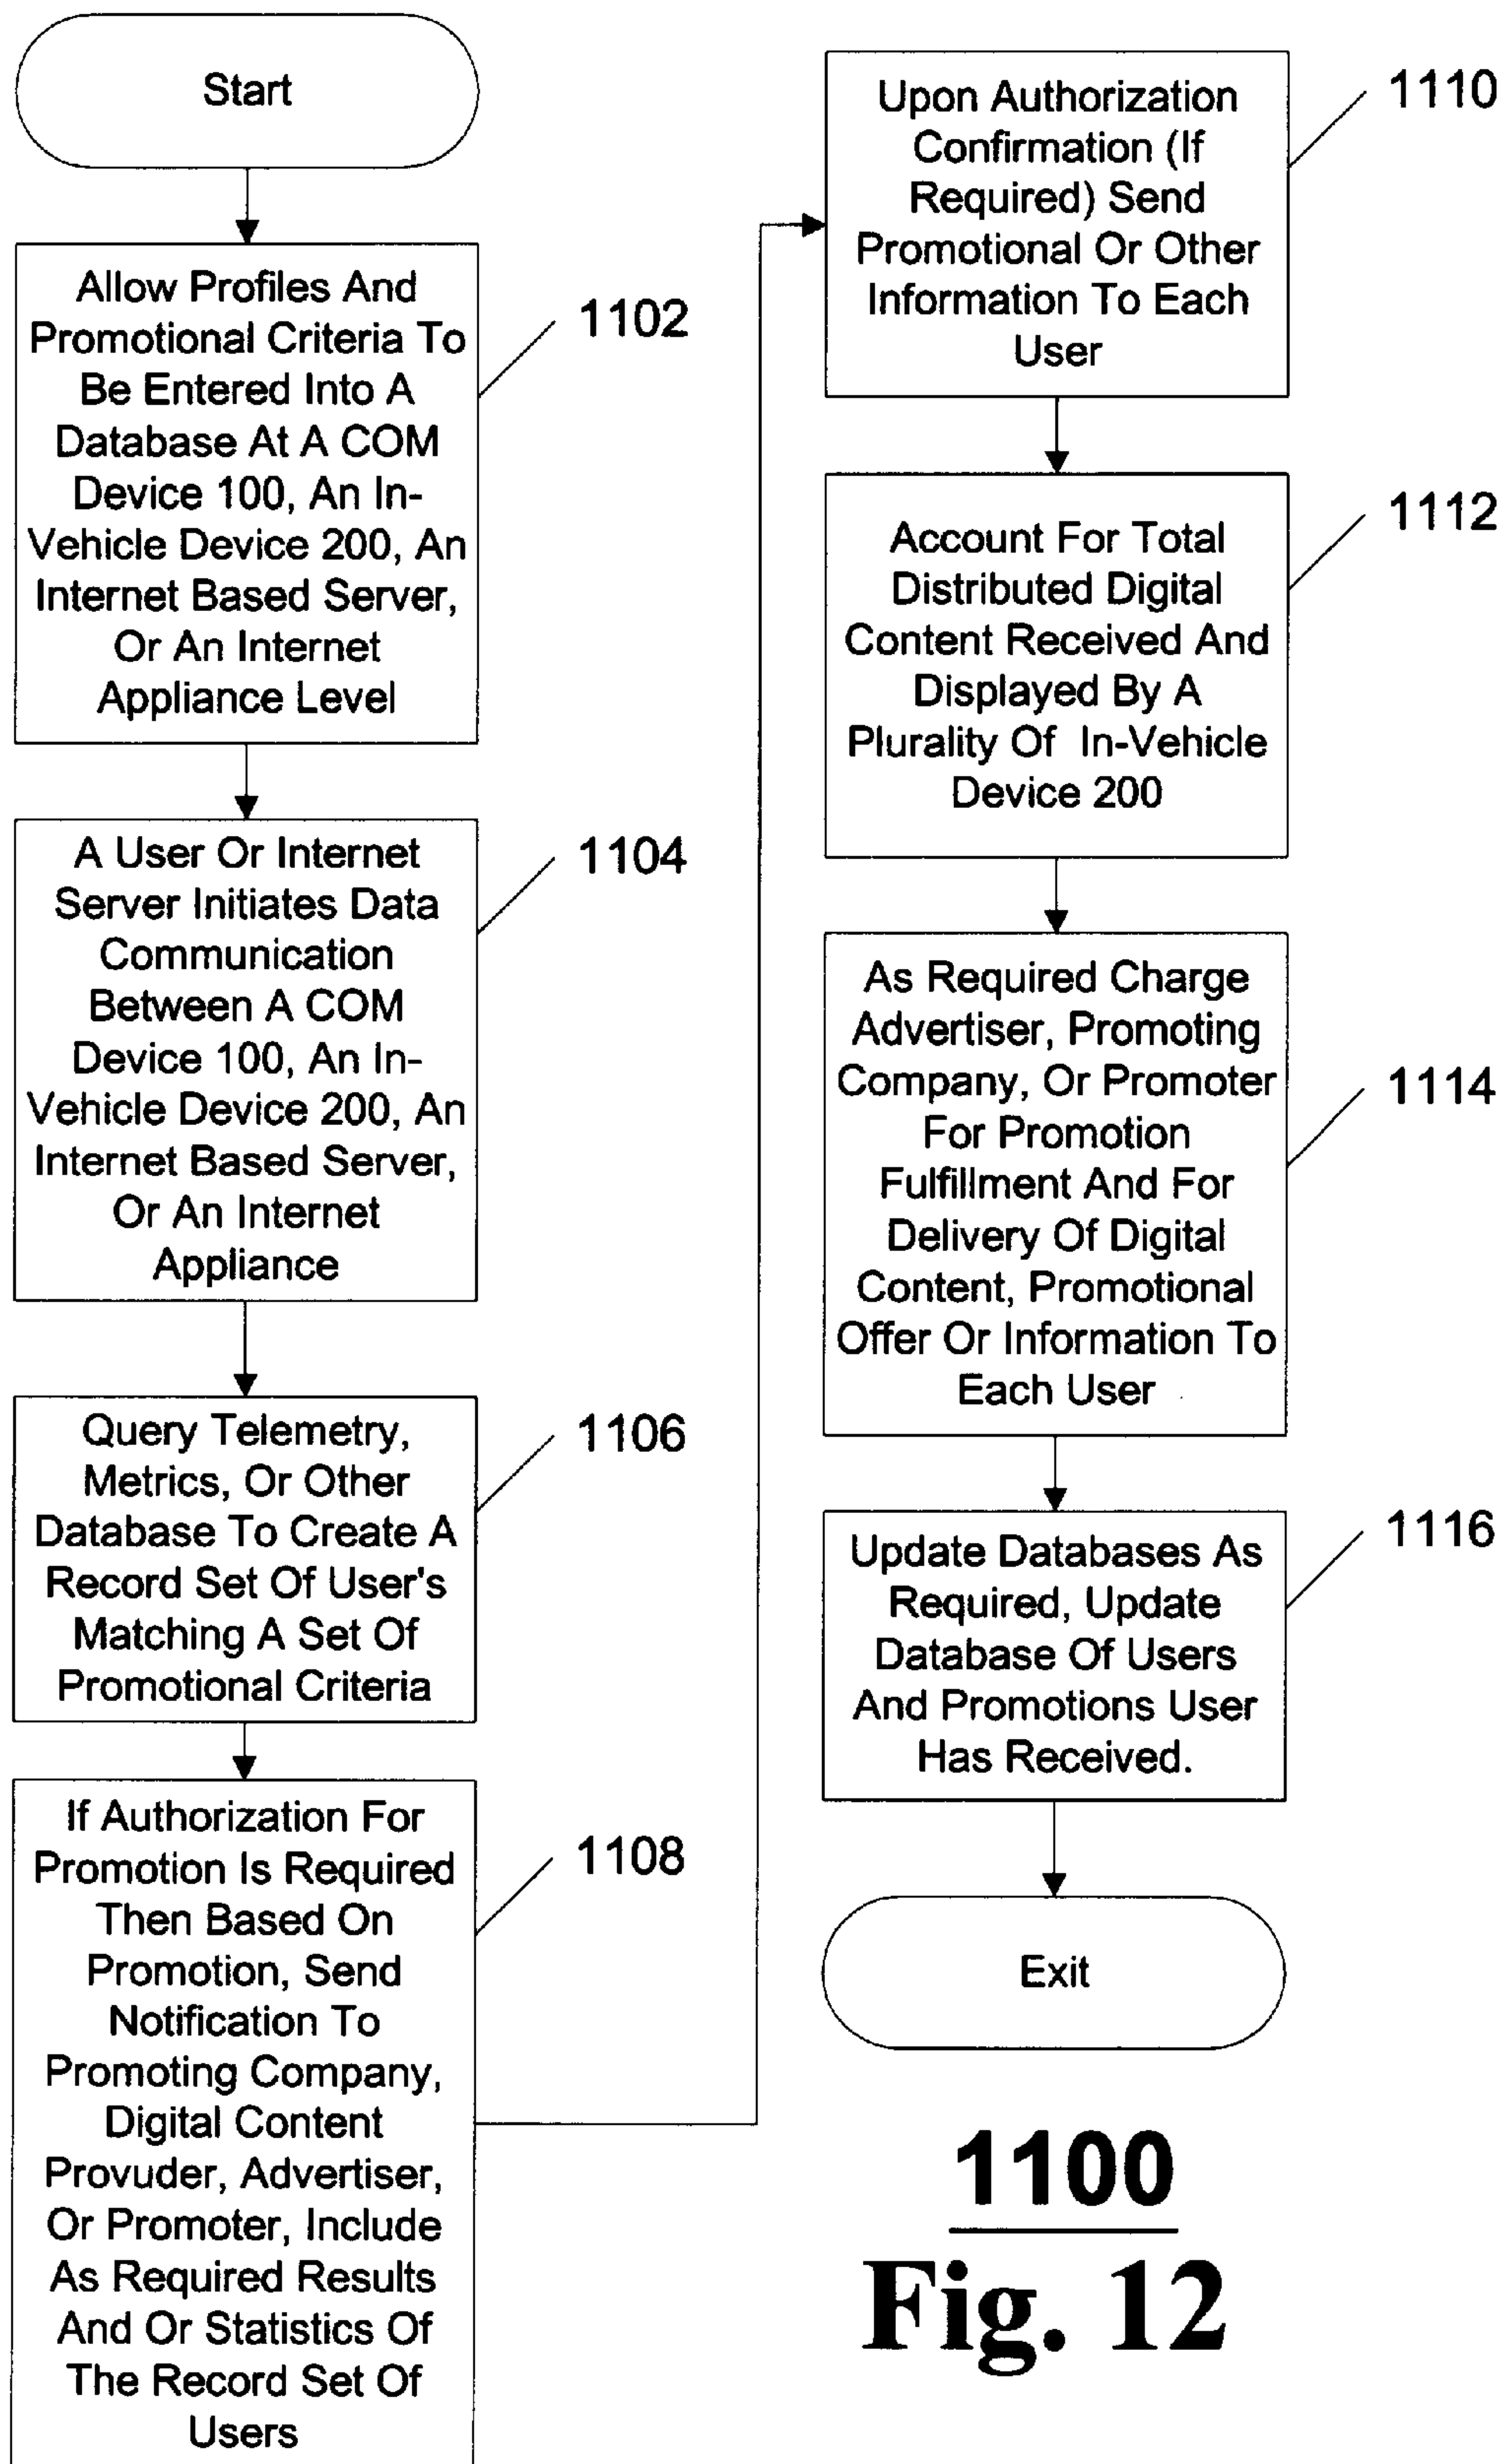 Start
Allow Profiles And
Promotional Criteria To
Be Entered Into A
Database At A COM
Device 100, An In-
Vehicle Device 200, An
Internet Based Server,
Or An Internet
Appliance Level
1102
A User Or Internet
Server Initiates Data
Communication
Between A COM
Device 100, An In-
Vehicle Device 200, An
Internet Based Server,
Or An Internet
Appliance
1104
Query Telemetry,
Metrics, Or Other
Database To Create A
Record Set Of User's
Matching A Set Of
Promotional Criteria
1106
If Authorization For
Promotion Is Required
Then Based On
Promotion, Send
Notification To
Promoting Company,
Digital Content
Provuder, Advertiser,
Or Promoter, Include
As Required Results
And Or Statistics Of
The Record Set Of
Users
1108
Upon Authorization
Confirmation (If
Required) Send
Promotional Or Other
Information To Each
User
1110
Account For Total
Distributed Digital
Content Received And
Displayed By A
Plurality Of In-Vehicle
Device 200
1112
As Required Charge
Advertiser, Promoting
Company, Or Promoter
For Promotion
Fulfillment And For
Delivery Of Digital
Content, Promotional
Offer Or Information To
Each User
1114
Update Databases As
Required, Update
Database Of Users
And Promotions User
Has Received.
1116
Exit
1100
Fig. 12